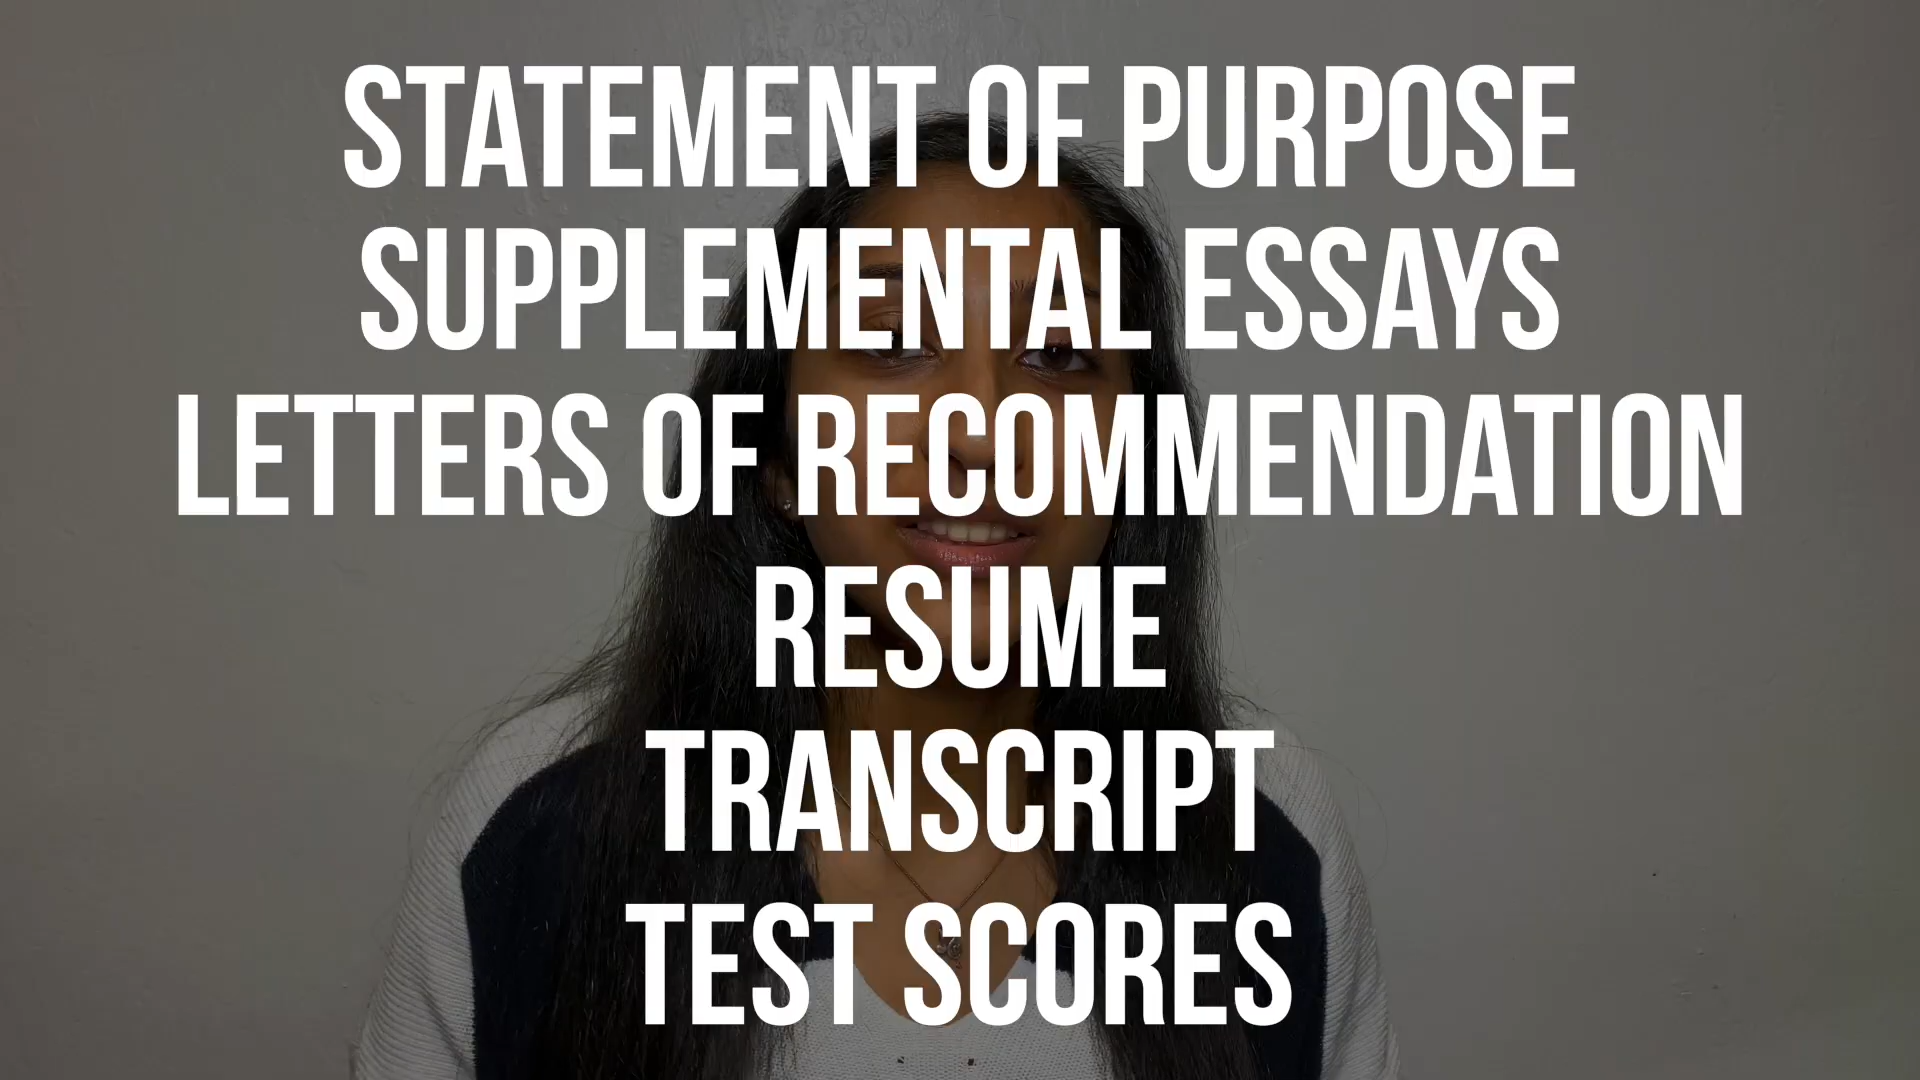 STATEMENT OF PURPOSE
SUPPLEMENTAL ESSAYS
LETTERS OF RECOMMENDATION
RESUME
TRANSCRIPT
TEST SCORES